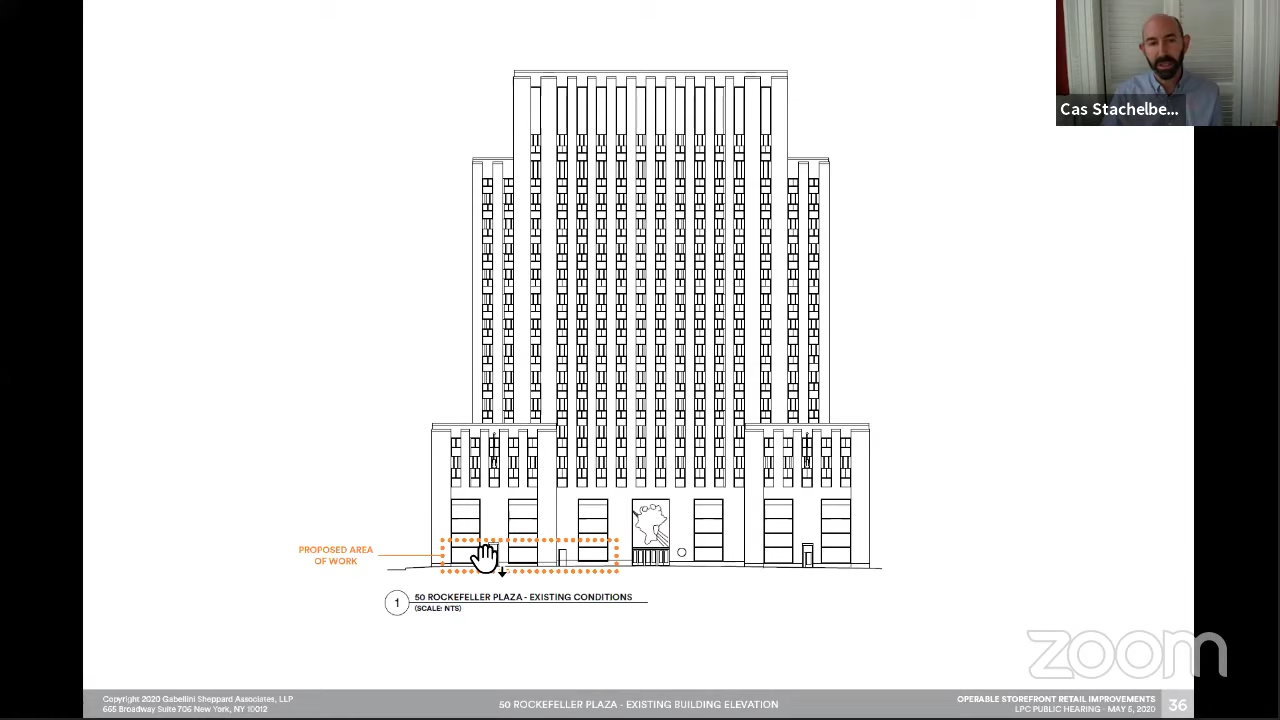 Cas Stachelbe...
PROPOSED AREA
OF WORK
1
50 ROCKEFELLER PLAZA - EXISTING CONDITIONS
(SCALE: NTS)
zoom
Copyright 2020 Gabellini Sheppard Associates, LLP
665 Broadway Suite 706 New York, NY 10012
50 ROCKEFELLER PLAZA - EXISTING BUILDING ELEVATION
OPERABLE STOREFRONT RETAIL IMPROVEMENTS
LPC PUBLIC HEARING - MAY 5, 2020
36